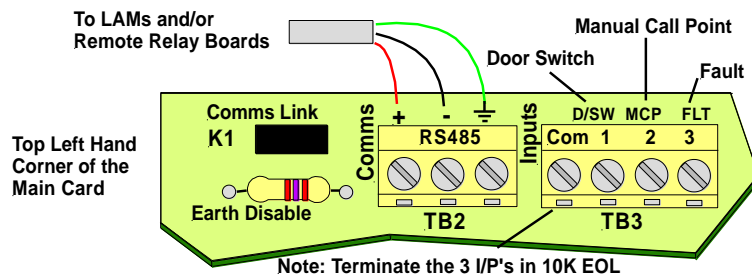 To LAMs and/or
Remote Relay Boards
Manual Call Point
Door Switch
Fault
Comms Link
K1
Comms
+ - 
RS485
Inputs
D/SW MCP FLT
Com 1 2 3
Top Left Hand
Corner of the
Main Card
Earth Disable
TB2
TB3
Note: Terminate the 3 I/P's in 10K EOL